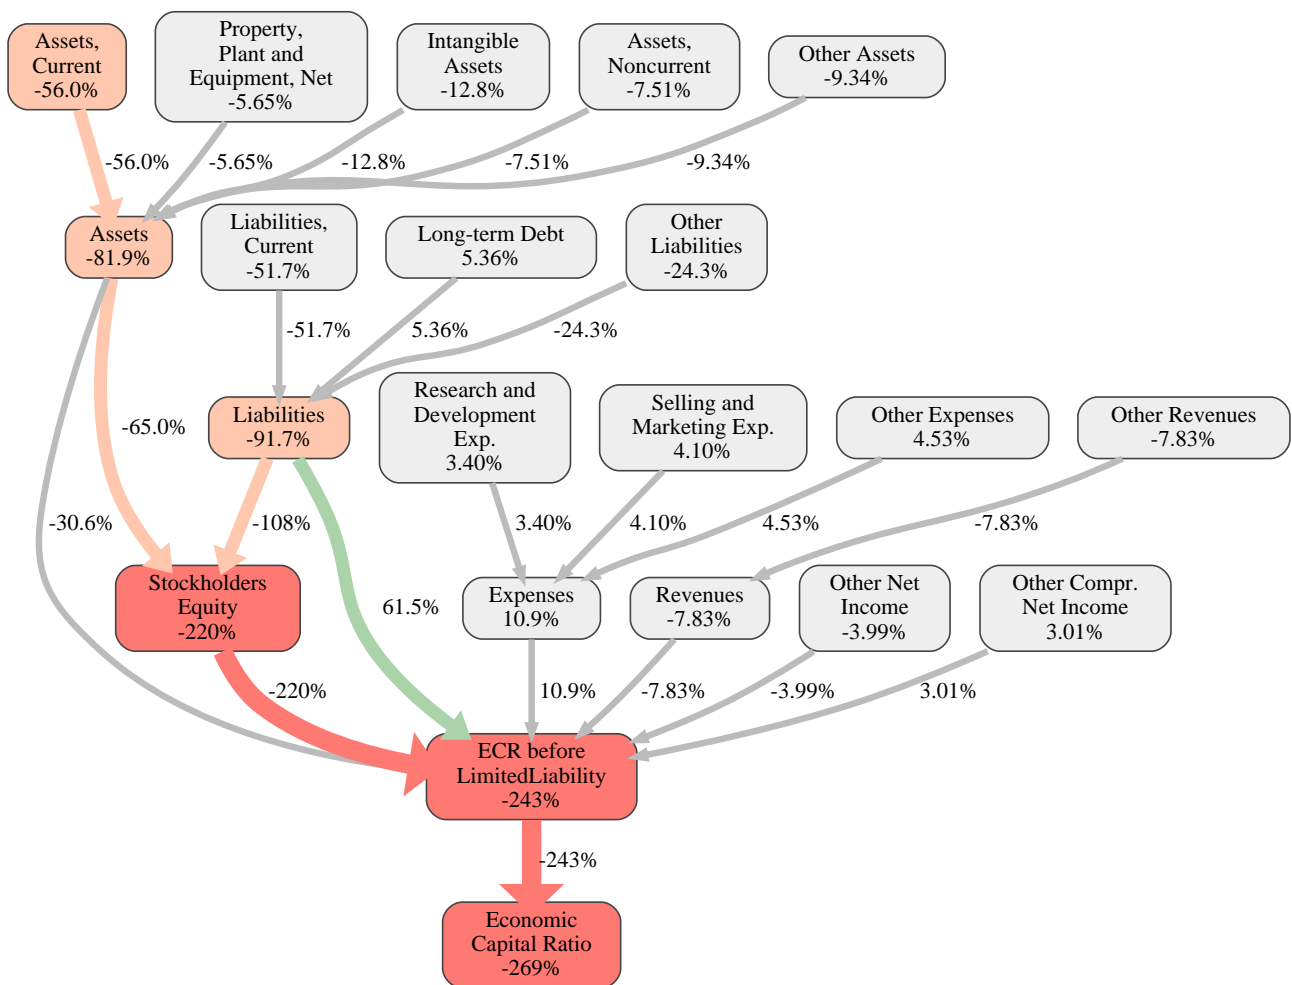 Assets,
Current
-56.0%
Property,
Plant and
Equipment, Net
-5.65%
Intangible
Assets
-12.8%
Assets,
Noncurrent
-7.51%
Other Assets
-9.34%
-56.0%
-5.65%
-12.8%
-7.51%
-9.34%
Assets
-81.9%
Liabilities,
Current
-51.7%
Long-term Debt
5.36%
Other
Liabilities
-24.3%
-51.7%
5.36%
-24.3%
-65.0%
Liabilities
-91.7%
Research and
Development
Exp.
3.40%
Selling and
Marketing Exp.
4.10%
Other Expenses
4.53%
Other Revenues
-7.83%
-30.6%
-108%
3.40%
4.10%
4.53%
-7.83%
Stockholders
Equity
-220%
61.5%
Expenses
10.9%
Revenues
-7.83%
Other Net
Income
-3.99%
Other Compr.
Net Income
3.01%
-220%
10.9%
-7.83%
-3.99%
3.01%
ECR before
LimitedLiability
-243%
-243%
Economic
Capital Ratio
-269%